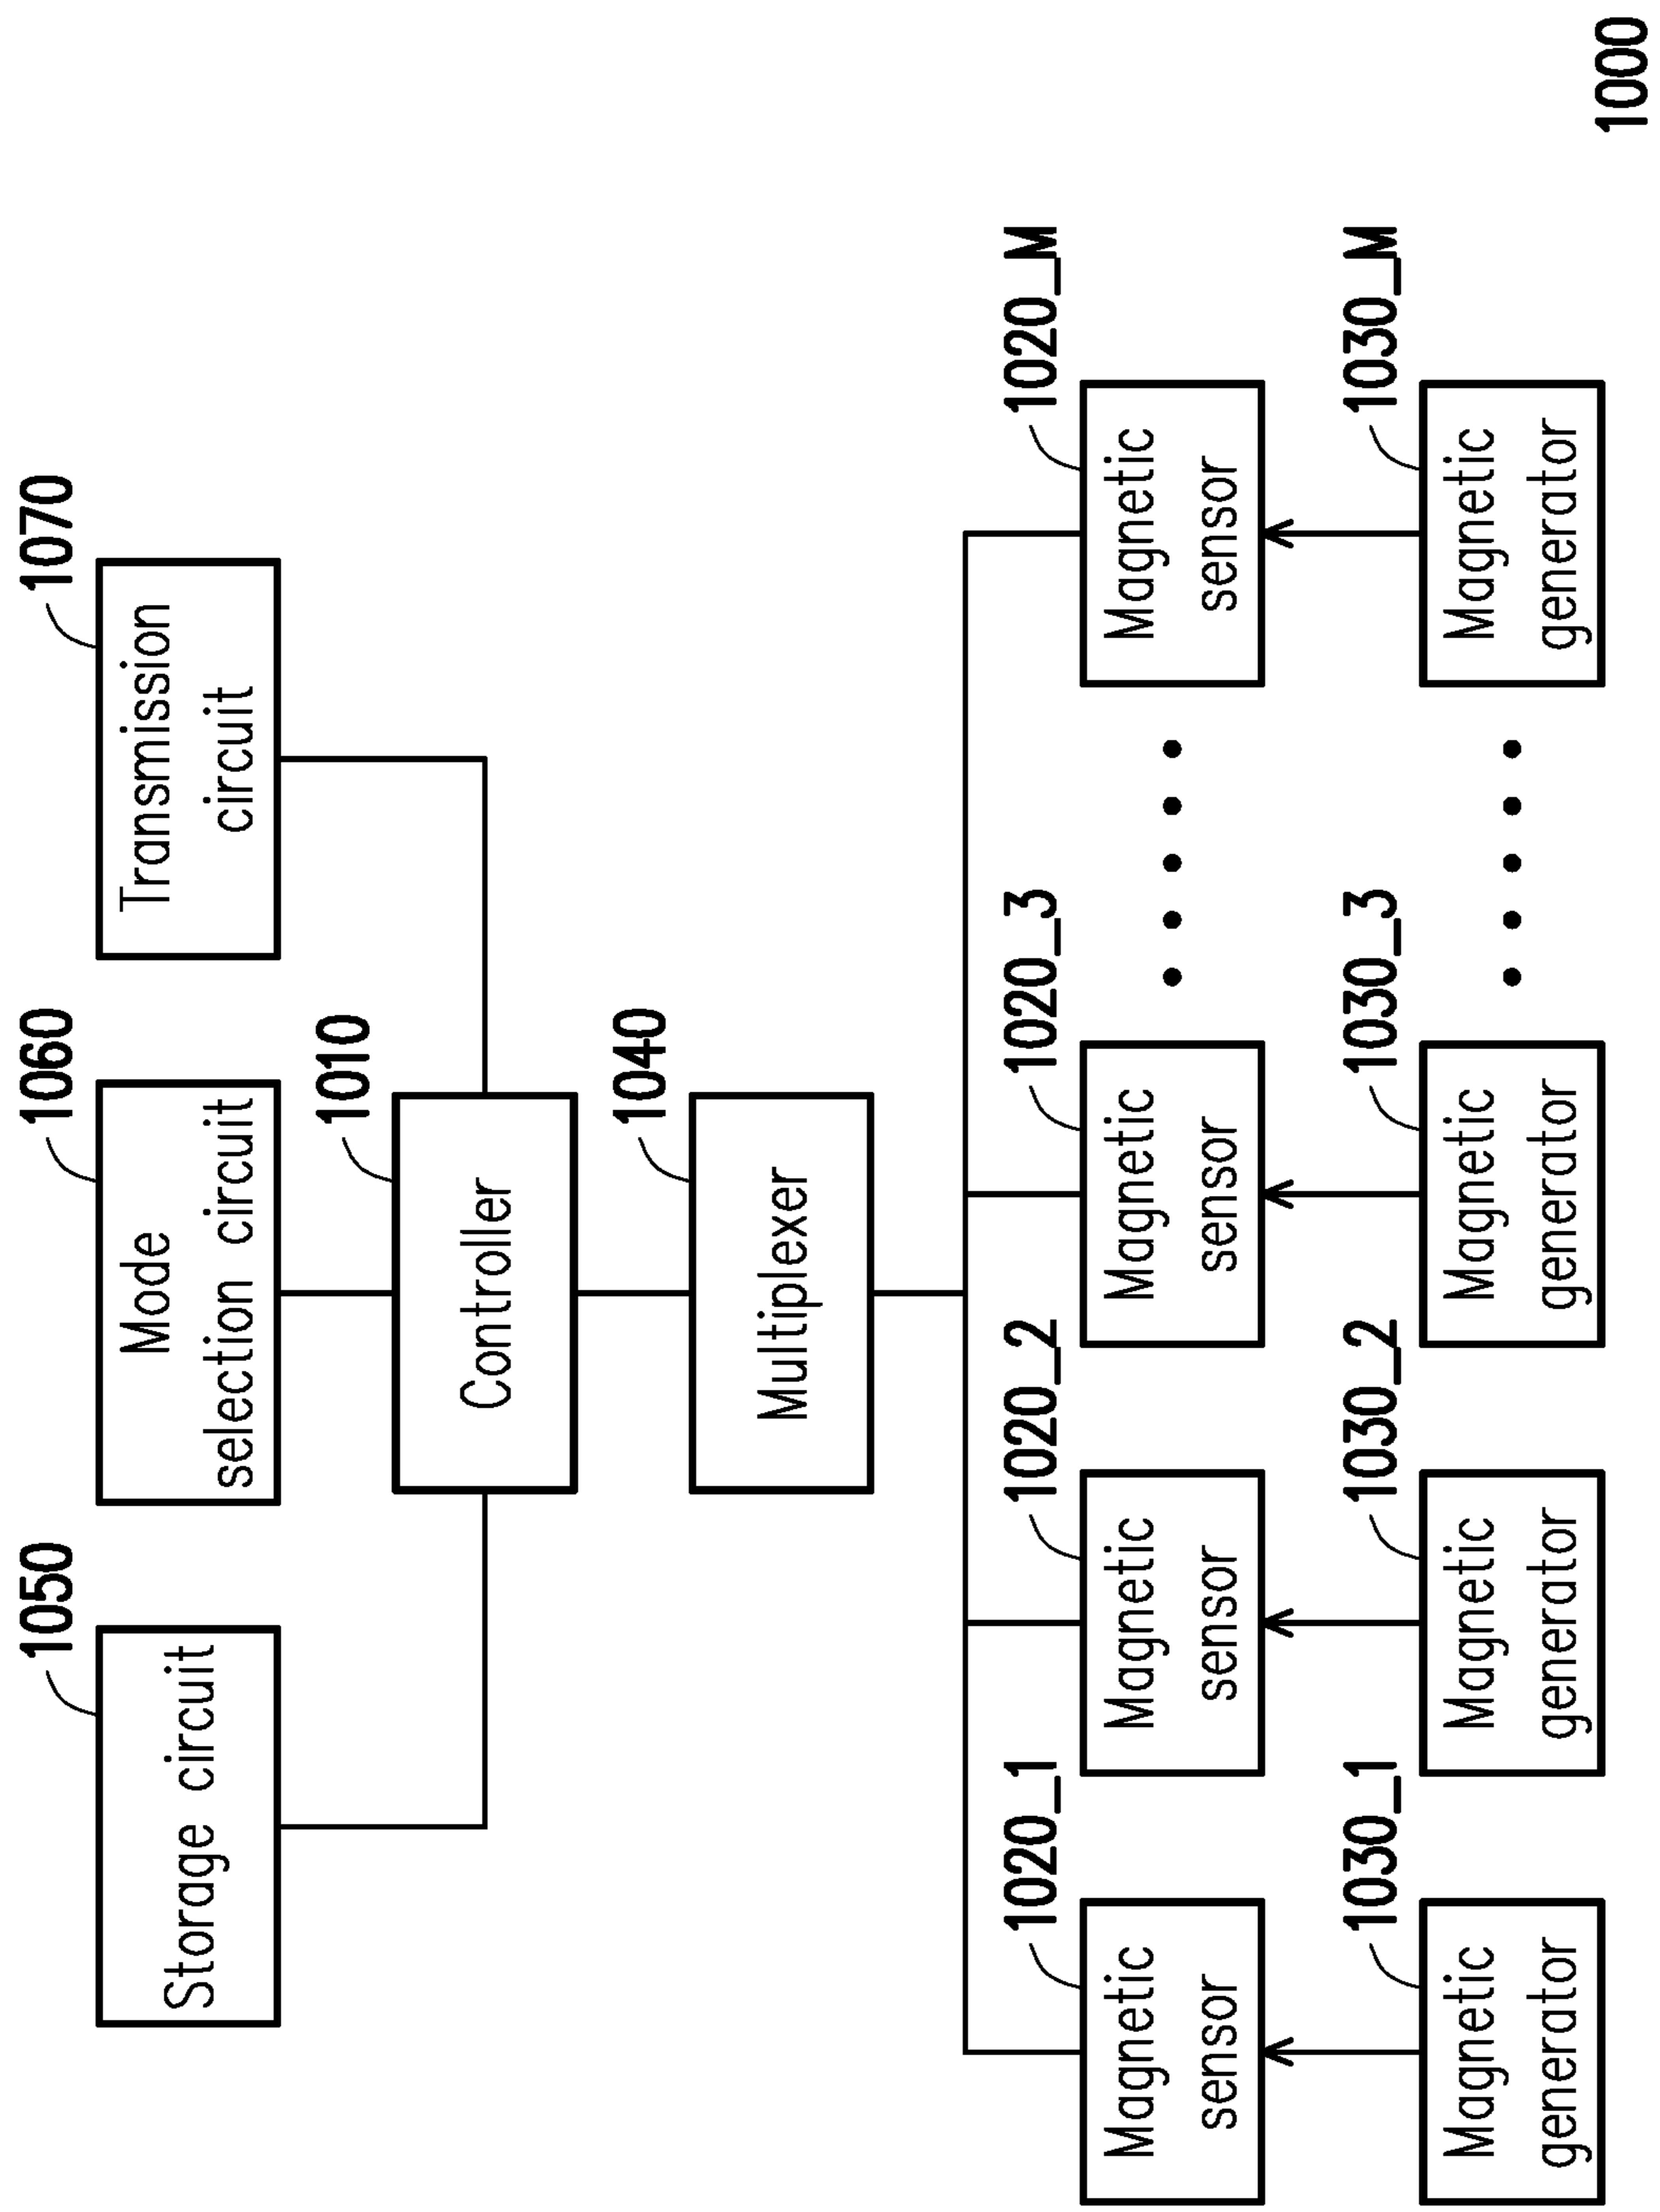 1050
Storage circuit
1060
Mode
selection circuit
1070
Transmission
circuit
1010
Controller
1040
Multiplexer
1020_1
Magnetic
sensor
1020_2
Magnetic
sensor
1020_3
Magnetic
sensor
1020_M
Magnetic
sensor
1030_1
Magnetic
generator
1030_2
Magnetic
generator
1030_3
Magnetic
generator
1030_M
Magnetic
generator
1000